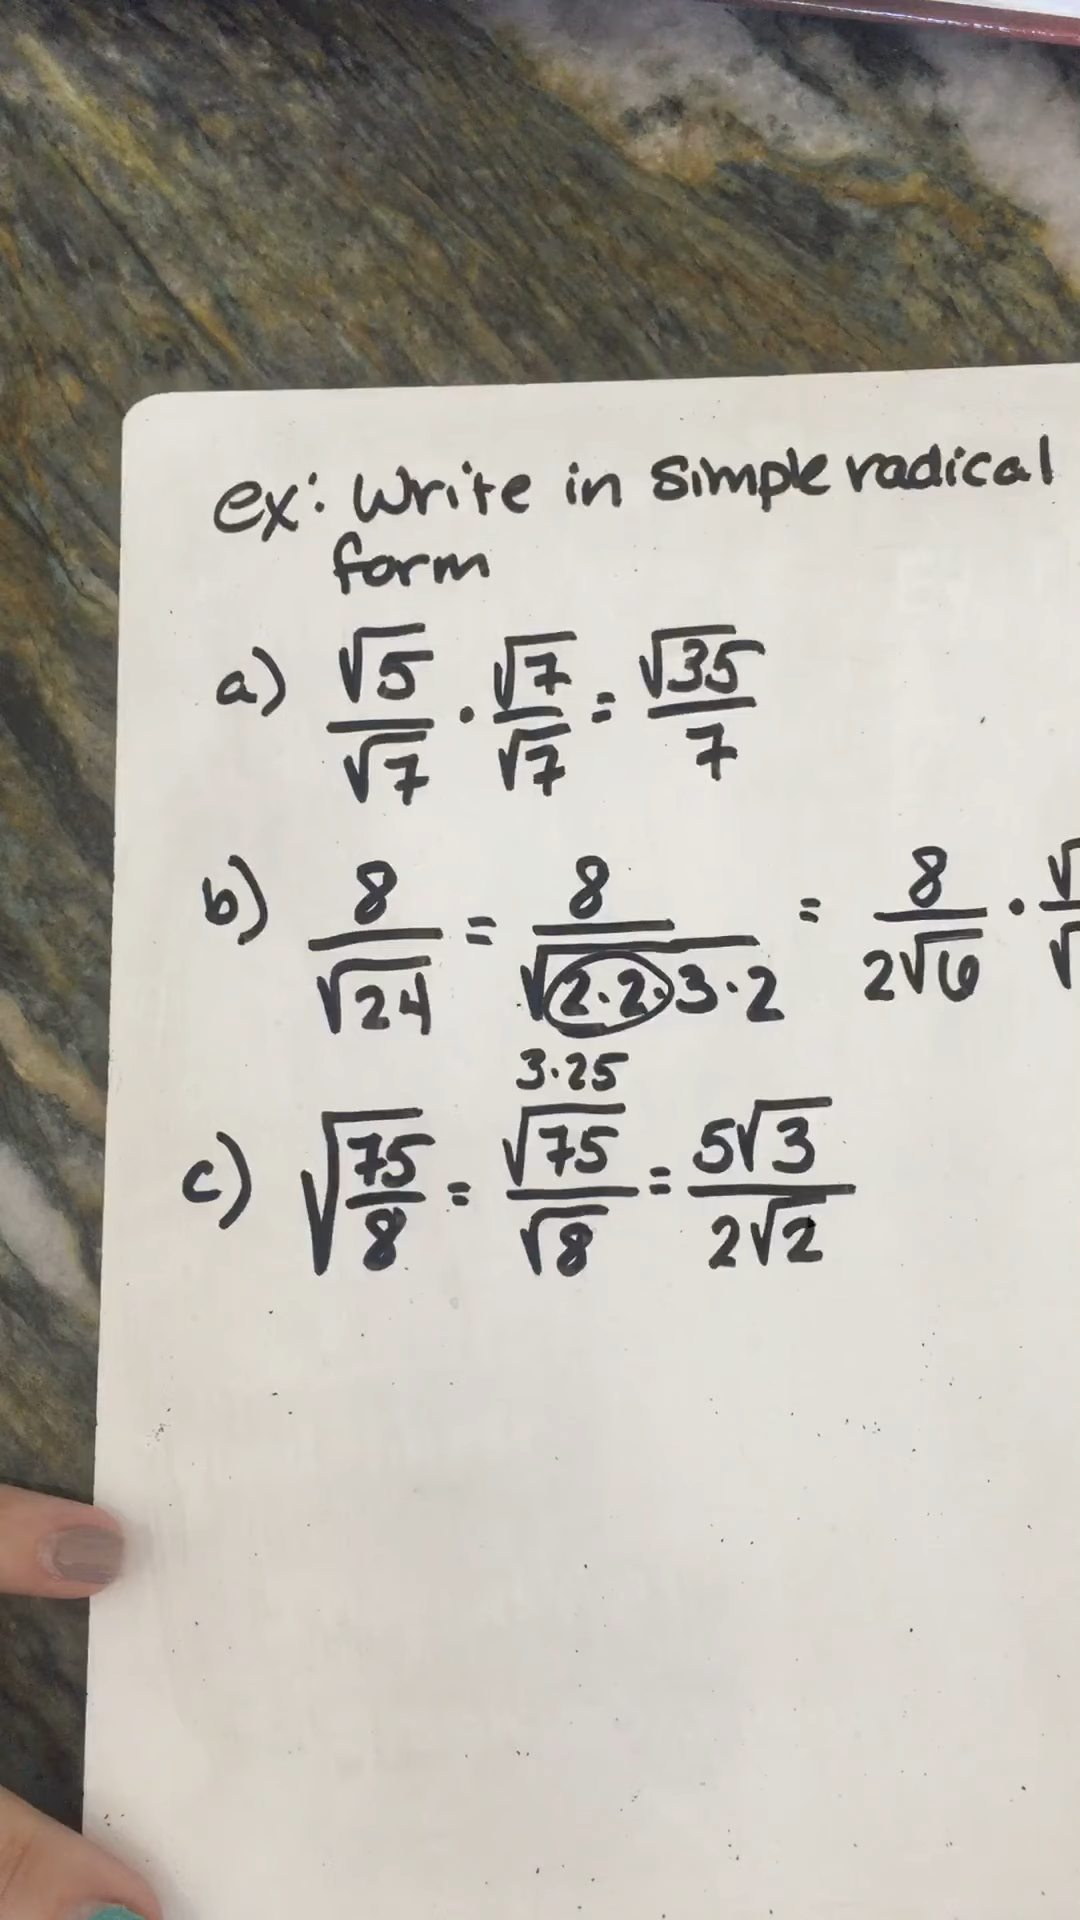 ex: Write in simple radical
form
a) √5/√7 · √7/√7 = √35/7
b) 8/√24 = 8/√(2·2·3·2) = 8/(2√6) · √/√
3·25
c) √(75/8) = √75/√8 = 5√3/(2√2)